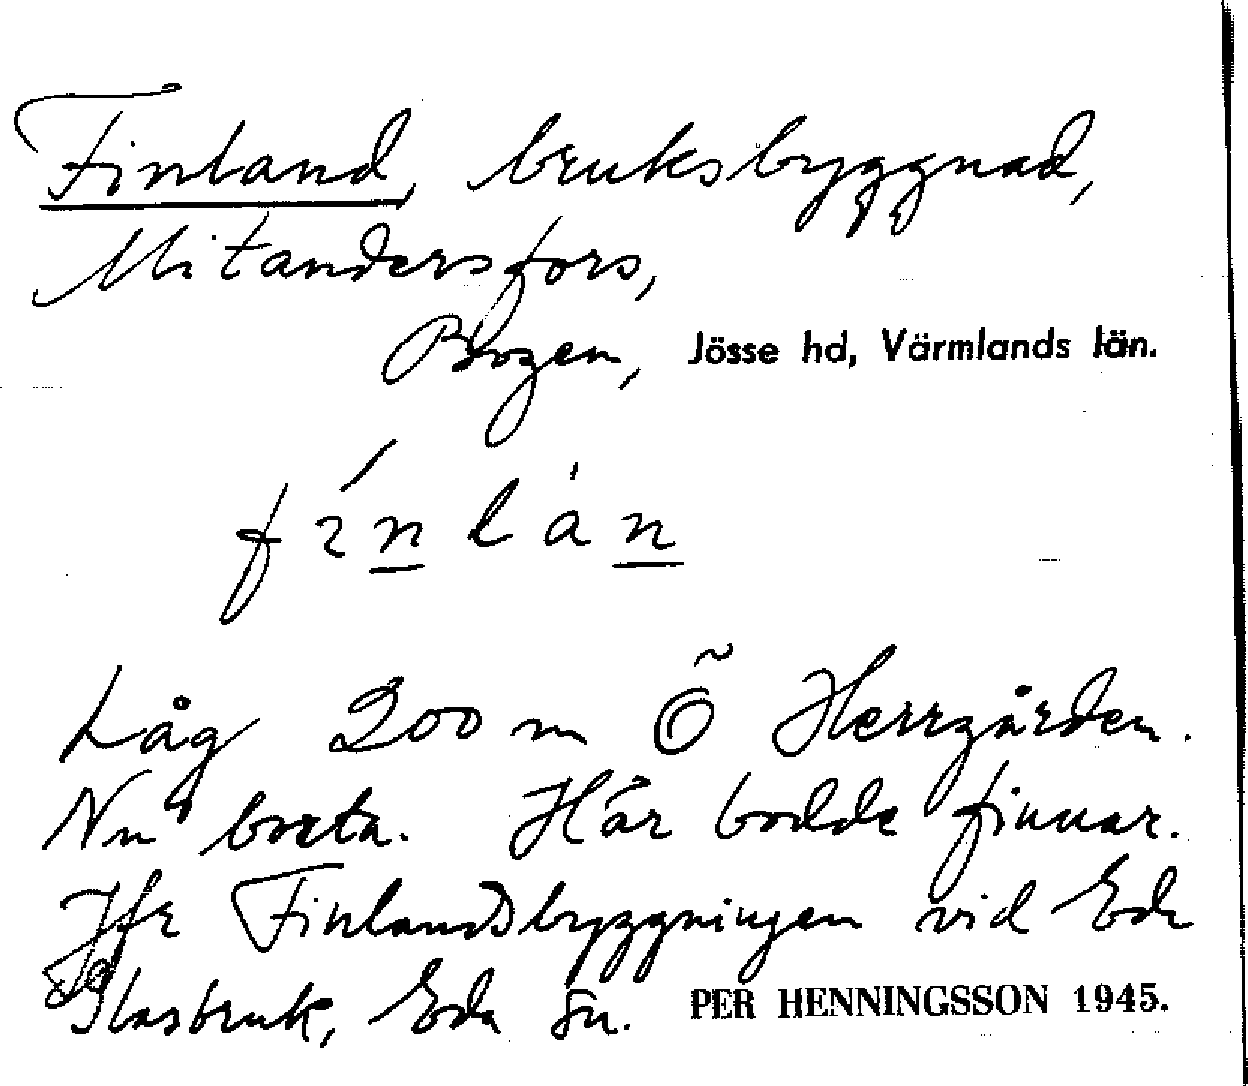 Finland, bruksbyggnad,
Mitandersfors,
Bogen, Jösse hd, Värmlands län.
fínlàn
Låg 200 m Ö Herrgården.
Nu borta. Här bodde finnar.
Jfr Finlandsbyggningen vid Eda
Glasbruk, Eda sn. PER HENNINGSSON 1945.